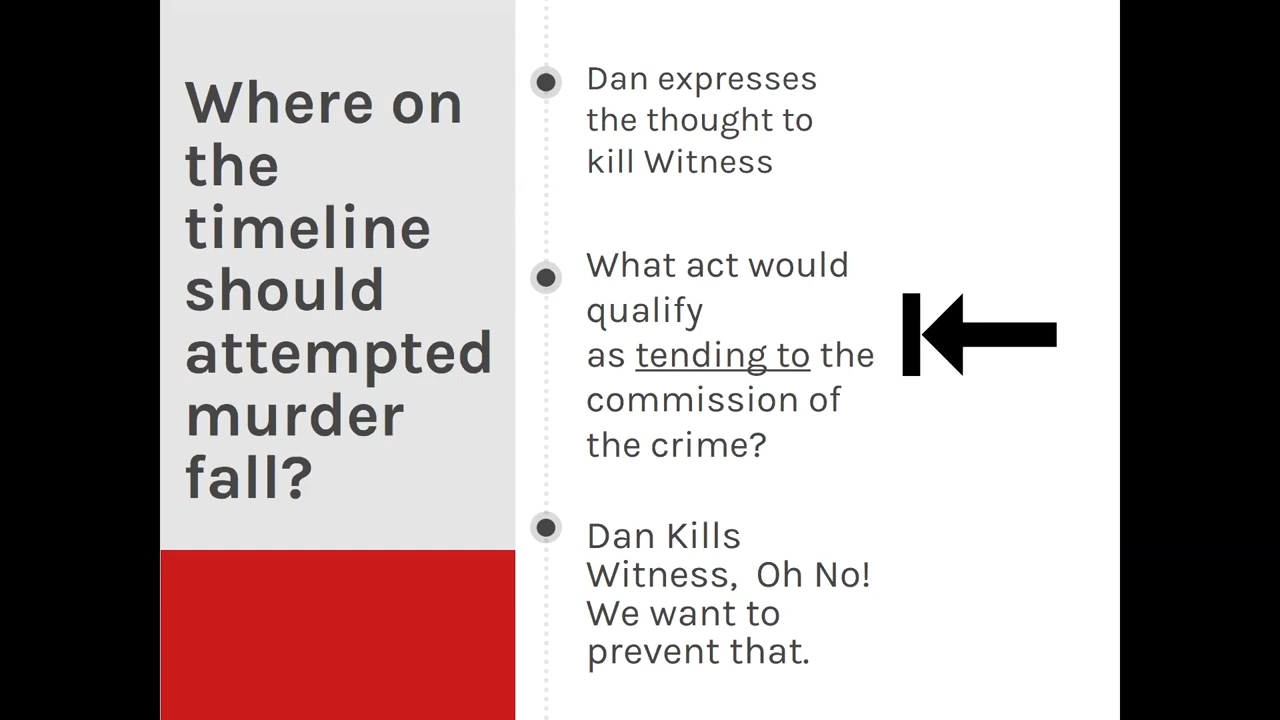 Where on
the
timeline
should
attempted
murder
fall?
Dan expresses
the thought to
kill Witness
What act would
qualify
as tending to the
commission of
the crime?
Dan Kills
Witness,  Oh No!
We want to
prevent that.